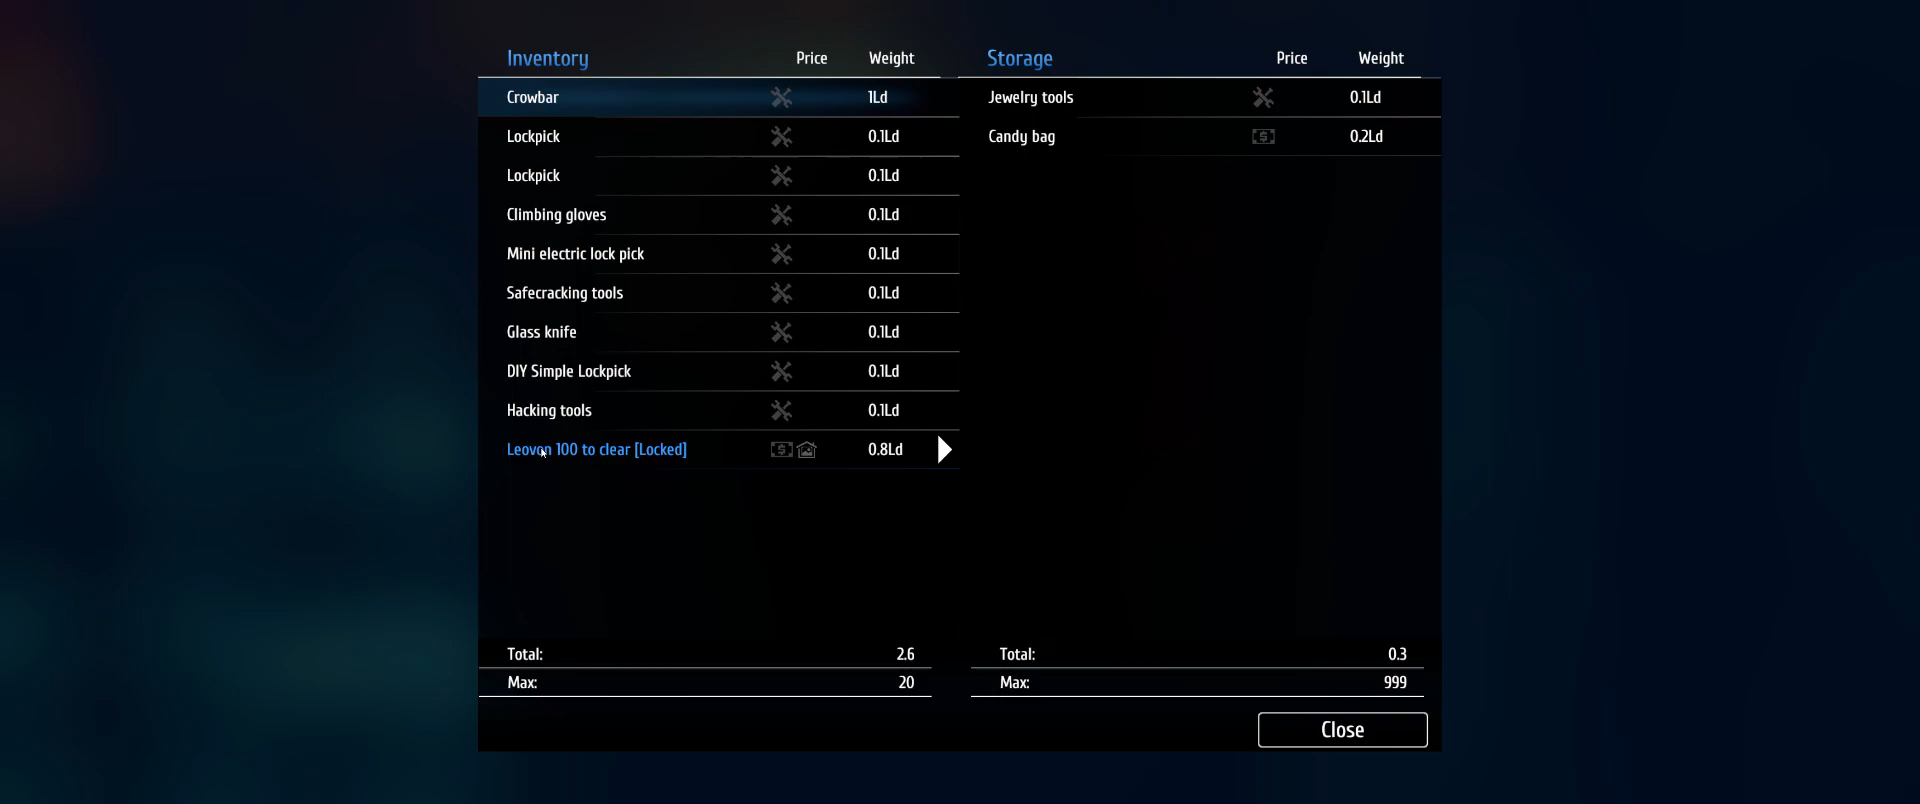 Inventory Price Weight
Crowbar 1Ld
Lockpick 0.1Ld
Lockpick 0.1Ld
Climbing gloves 0.1Ld
Mini electric lock pick 0.1Ld
Safecracking tools 0.1Ld
Glass knife 0.1Ld
DIY Simple Lockpick 0.1Ld
Hacking tools 0.1Ld
Leovon 100 to clear [Locked] 0.8Ld
Total: 2.6
Max: 20
Storage Price Weight
Jewelry tools 0.1Ld
Candy bag 0.2Ld
Total: 0.3
Max: 999
Close